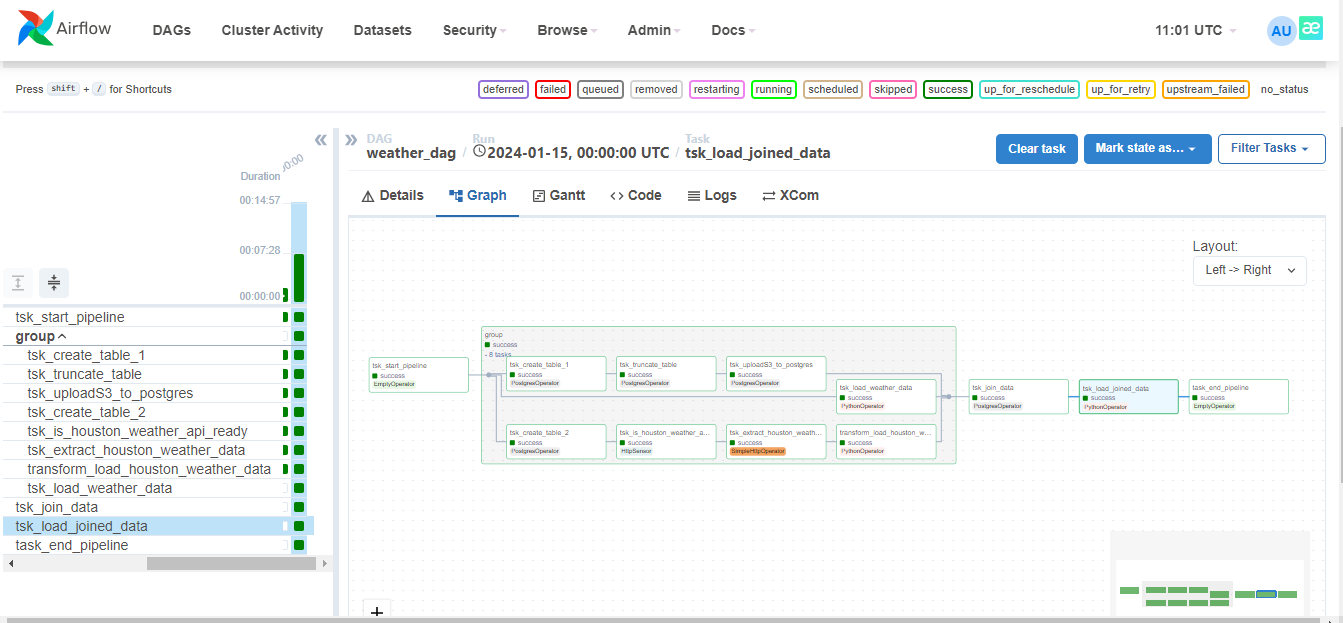 Airflow
DAGs
Cluster Activity
Datasets
Security
Browse
Admin
Docs
11:01 UTC
AU
æ
Press shift + / for Shortcuts
deferred
failed
queued
removed
restarting
running
scheduled
skipped
success
up_for_reschedule
up_for_retry
upstream_failed
no_status
Duration
00:14:57
00:07:28
00:00:00
tsk_start_pipeline
group
tsk_create_table_1
tsk_truncate_table
tsk_uploadS3_to_postgres
tsk_create_table_2
tsk_is_houston_weather_api_ready
tsk_extract_houston_weather_data
transform_load_houston_weather_data
tsk_load_weather_data
tsk_join_data
tsk_load_joined_data
task_end_pipeline
DAG
weather_dag
/
Run
2024-01-15, 00:00:00 UTC
/
Task
tsk_load_joined_data
Clear task
Mark state as...
Filter Tasks
Details
Graph
Gantt
Code
Logs
XCom
Layout:
Left -> Right
tsk_start_pipeline
success
EmptyOperator
group
success
- 8 tasks
tsk_create_table_1
success
PostgresOperator
tsk_truncate_table
success
PostgresOperator
tsk_uploadS3_to_postgres
success
PostgresOperator
tsk_load_weather_data
success
PythonOperator
tsk_create_table_2
success
PostgresOperator
tsk_is_houston_weather_a...
success
HttpSensor
tsk_extract_houston_weath...
success
SimpleHttpOperator
transform_load_houston_w...
success
PythonOperator
tsk_join_data
success
PostgresOperator
tsk_load_joined_data
success
PythonOperator
task_end_pipeline
success
EmptyOperator